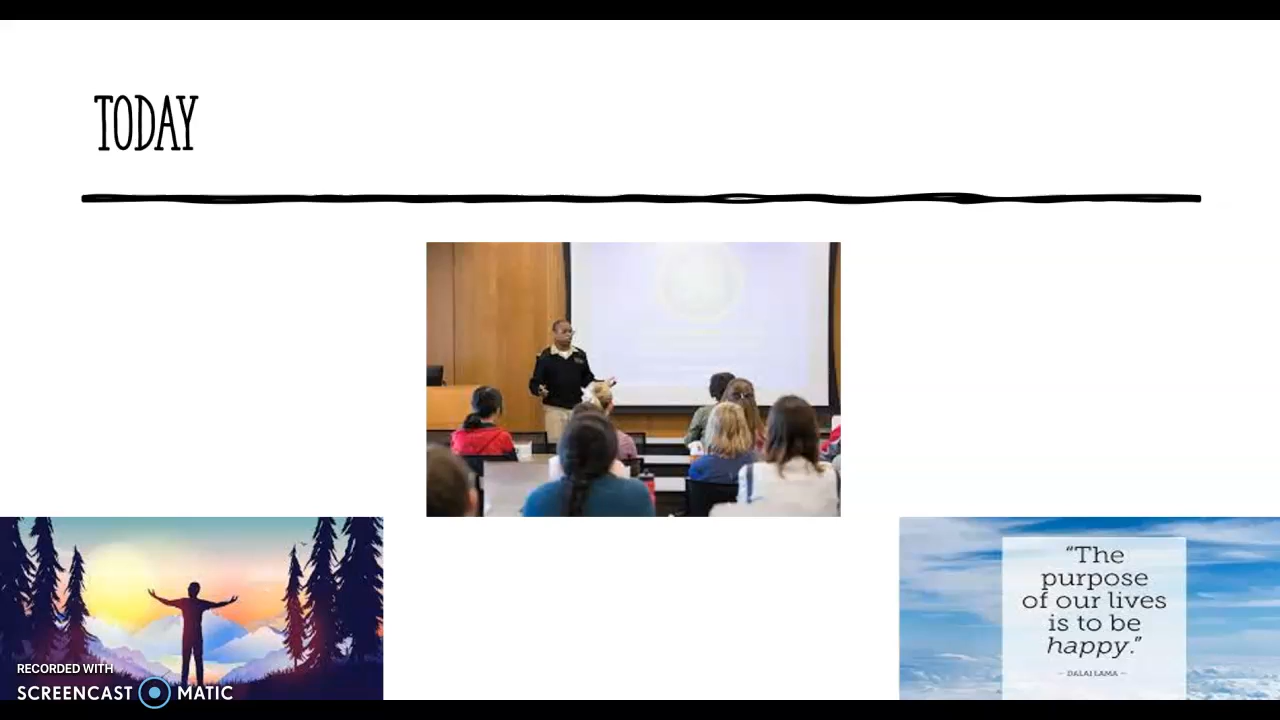 TODAY
“The
purpose
of our lives
is to be
happy.”
– DALAI LAMA –
RECORDED WITH
SCREENCAST MATIC